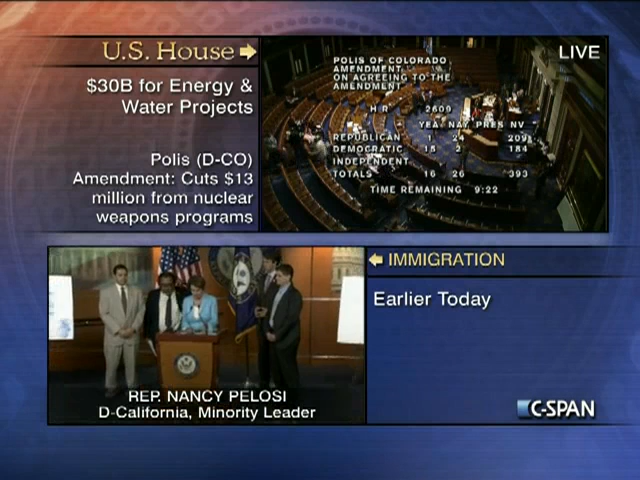 U.S. House
$30B for Energy &
Water Projects
Polis (D-CO)
Amendment: Cuts $13
million from nuclear
weapons programs
LIVE
POLIS OF COLORADO
AMENDMENT
ON AGREEING TO THE
AMENDMENT
H R 2609
YEA NAY PRES NV
REPUBLICAN 1 24 209
DEMOCRATIC 15 2 184
INDEPENDENT
TOTALS 16 26 393
TIME REMAINING 9:22
IMMIGRATION
Earlier Today
REP. NANCY PELOSI
D-California, Minority Leader
C-SPAN